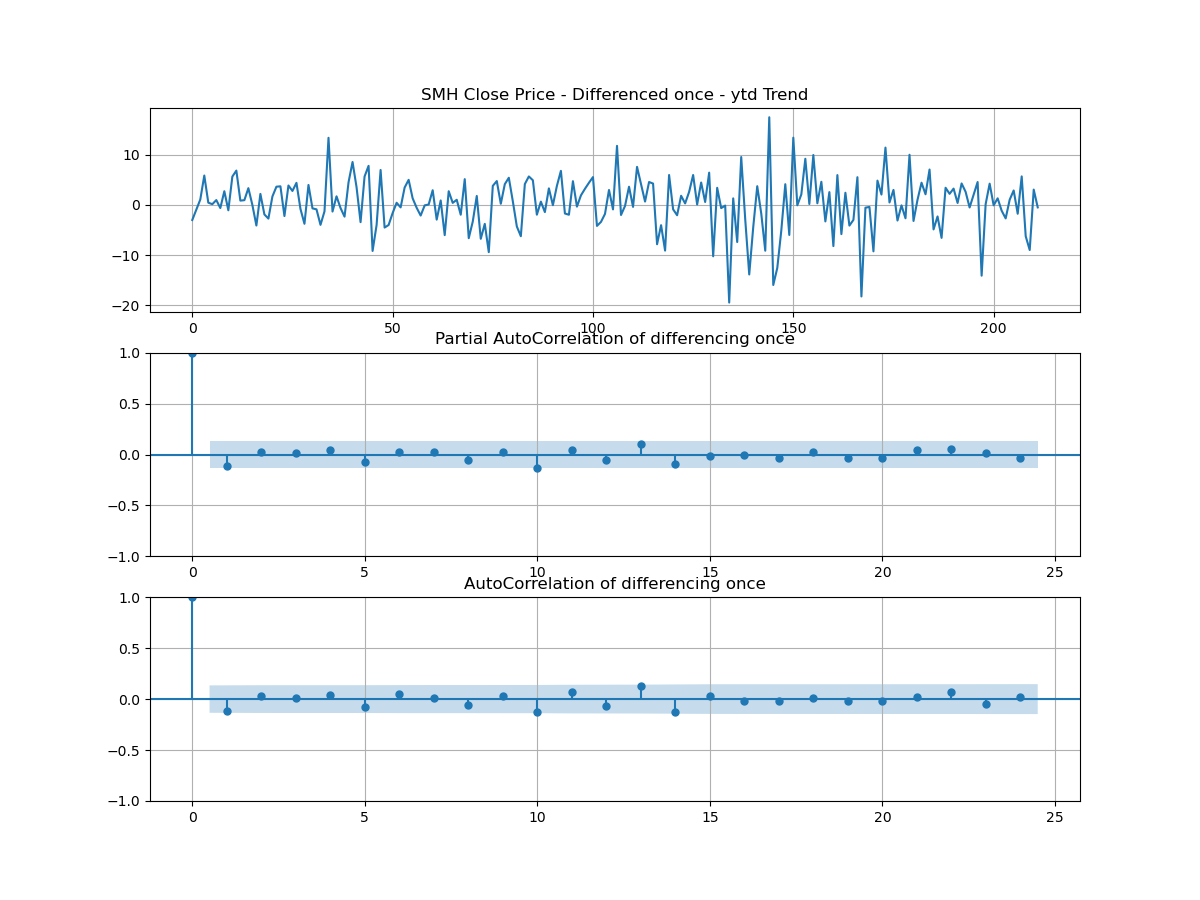 SMH Close Price - Differenced once - ytd Trend
10
0
−10
−20
0 50 100 150 200
Partial AutoCorrelation of differencing once
1.0
0.5
0.0
−0.5
−1.0
0 5 10 15 20 25
AutoCorrelation of differencing once
1.0
0.5
0.0
−0.5
−1.0
0 5 10 15 20 25